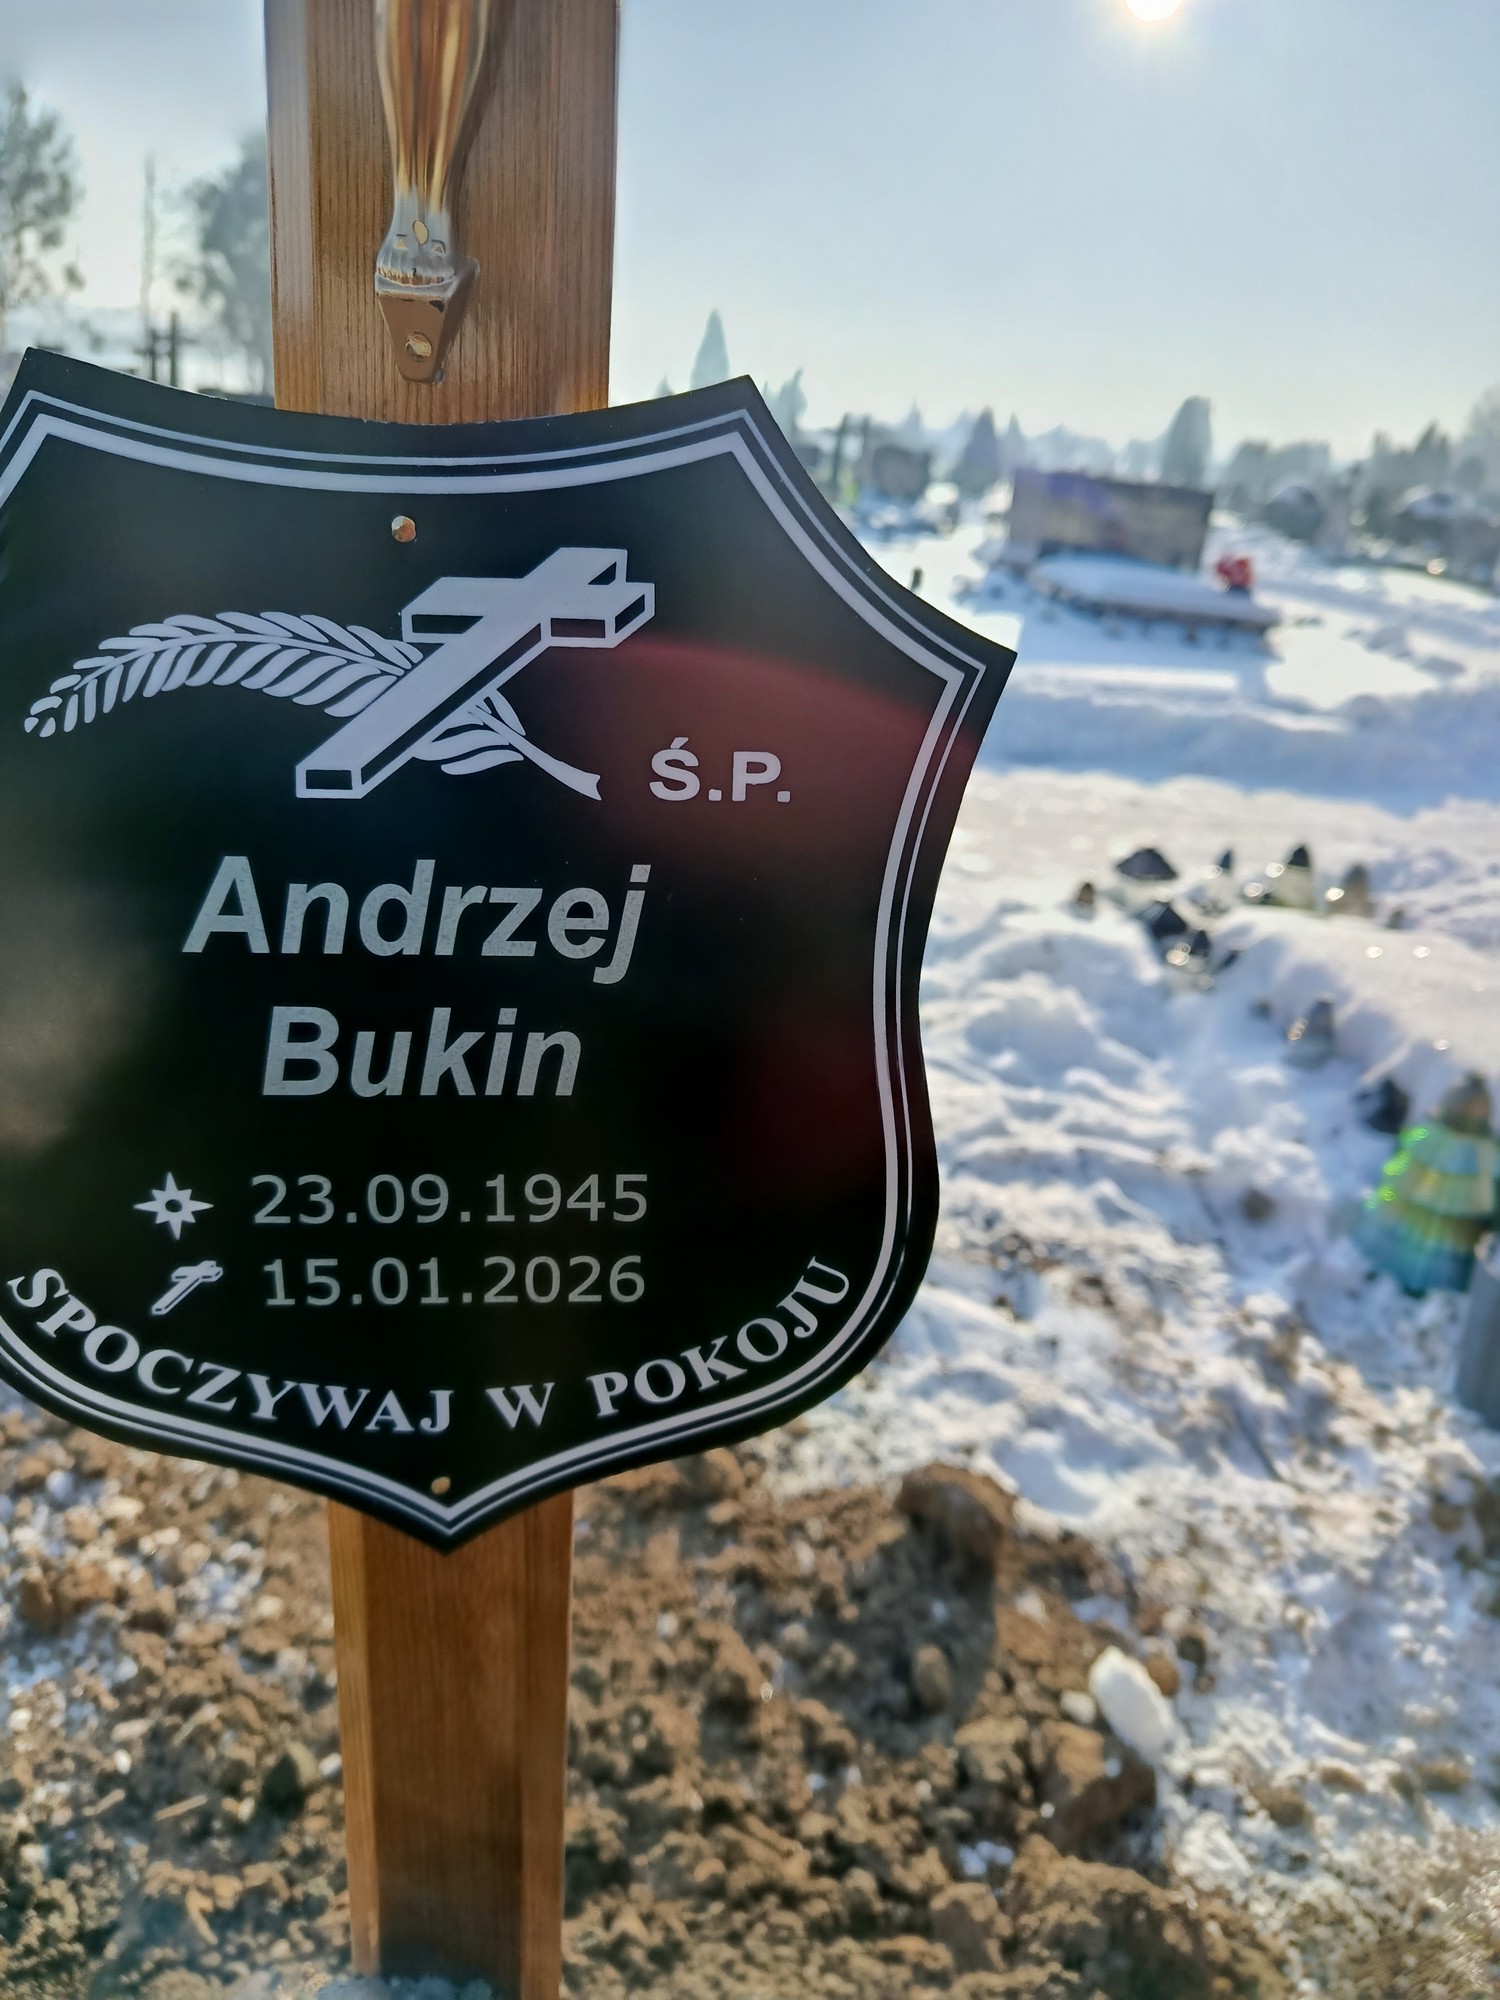 Ś.P.
Andrzej
Bukin
23.09.1945
15.01.2026
SPOCZYWAJ W POKOJU